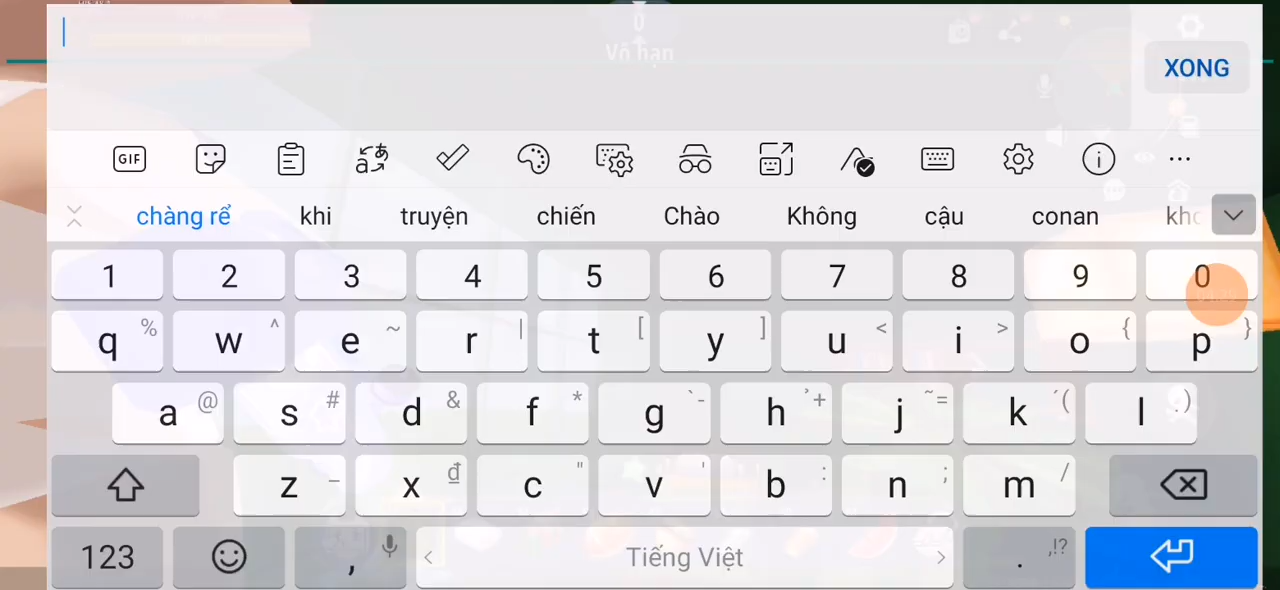 0
Vô hạn
XONG
GIF
chàng rể khi truyện chiến Chào Không cậu conan
1 2 3 4 5 6 7 8 9 0
q % w ^ e ~ r | t [ y ] u < i > o { p }
a @ s # d & f * g ` - h ̉ + j ~ = k ´ ( l . )
z _ x đ c " v ' b : n ; m /
123 , < Tiếng Việt > . ,!?